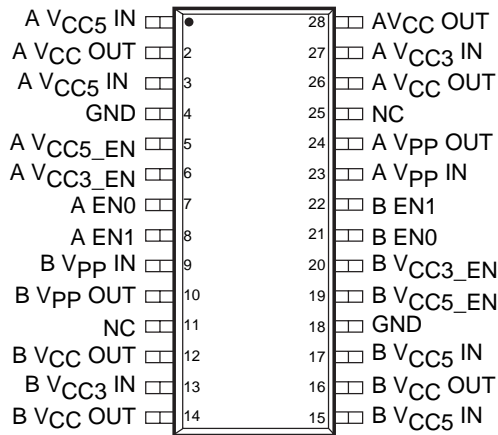 A VCC5 IN 28 AVCC OUT
A VCC OUT 2 27 A VCC3 IN
A VCC5 IN 3 26 A VCC OUT
GND 4 25 NC
A VCC5_EN 5 24 A VPP OUT
A VCC3_EN 6 23 A VPP IN
A EN0 7 22 B EN1
A EN1 8 21 B EN0
B VPP IN 9 20 B VCC3_EN
B VPP OUT 10 19 B VCC5_EN
NC 11 18 GND
B VCC OUT 12 17 B VCC5 IN
B VCC3 IN 13 16 B VCC OUT
B VCC OUT 14 15 B VCC5 IN